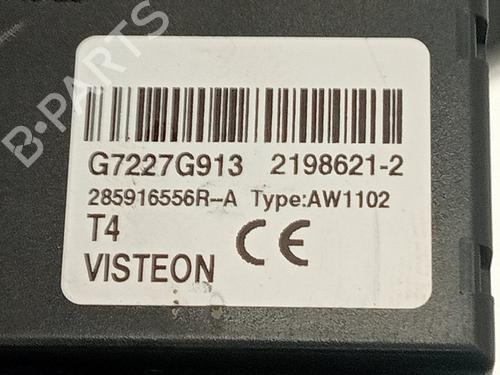 G7227G913 2198621-2
285916556R--A Type:AW1102
T4 CE
VISTEON
B-PARTS